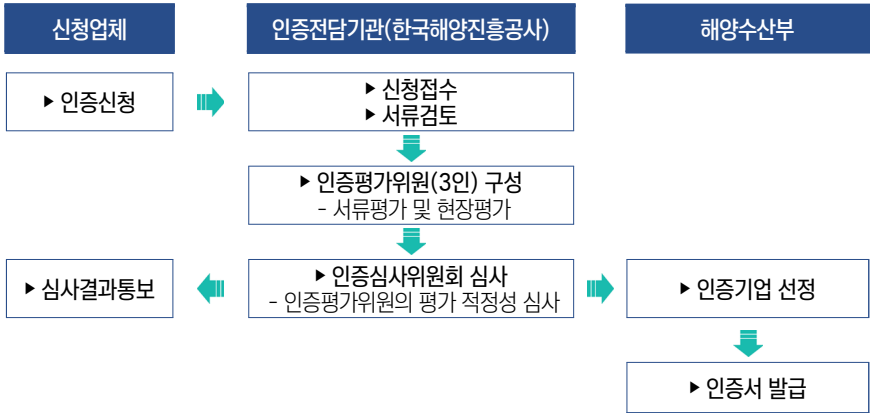 신청업체
인증전담기관(한국해양진흥공사)
해양수산부
▶ 인증신청
▶ 신청접수
▶ 서류검토
▶ 인증평가위원(3인) 구성
- 서류평가 및 현장평가
▶ 심사결과통보
▶ 인증심사위원회 심사
- 인증평가위원의 평가 적정성 심사
▶ 인증기업 선정
▶ 인증서 발급